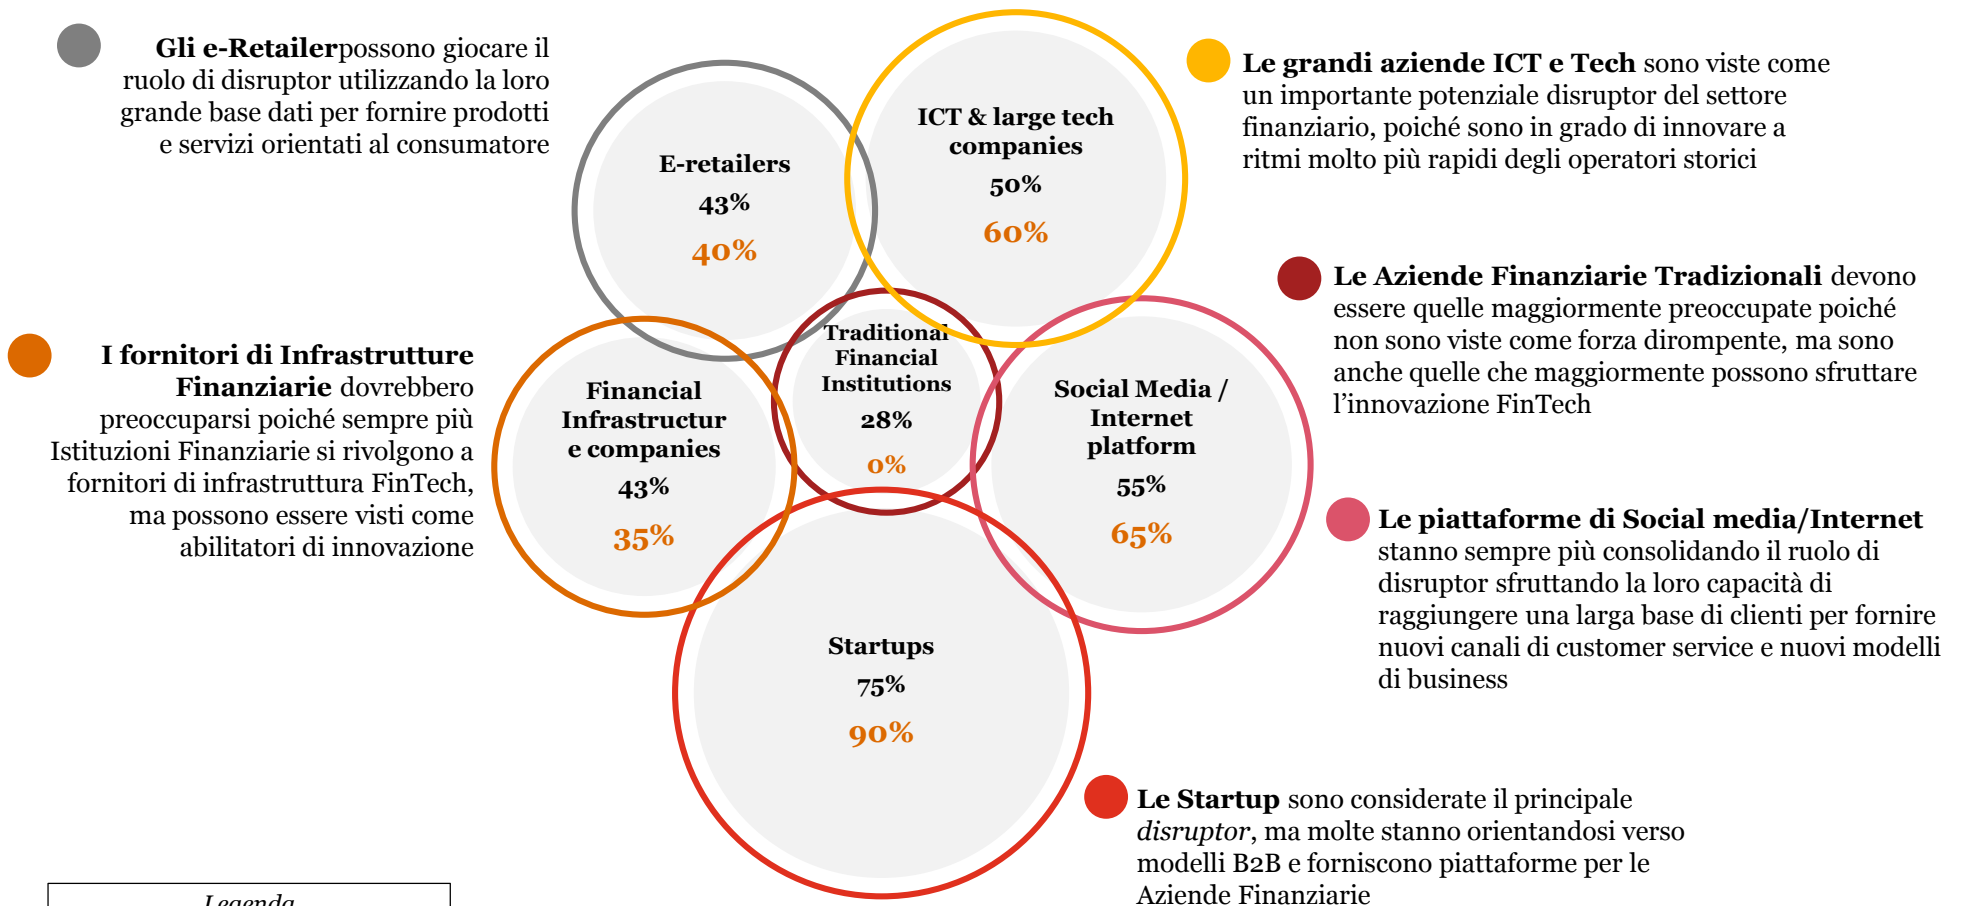 Gli e-Retailerpossono giocare il
ruolo di disruptor utilizzando la loro
grande base dati per fornire prodotti
e servizi orientati al consumatore
I fornitori di Infrastrutture
Finanziarie dovrebbero
preoccuparsi poiché sempre più
Istituzioni Finanziarie si rivolgono a
fornitori di infrastruttura FinTech,
ma possono essere visti come
abilitatori di innovazione
E-retailers
43%
40%
ICT & large tech
companies
50%
60%
Traditional
Financial
Institutions
28%
0%
Financial
Infrastructur
e companies
43%
35%
Social Media /
Internet
platform
55%
65%
Startups
75%
90%
Le grandi aziende ICT e Tech sono viste come
un importante potenziale disruptor del settore
finanziario, poiché sono in grado di innovare a
ritmi molto più rapidi degli operatori storici
Le Aziende Finanziarie Tradizionali devono
essere quelle maggiormente preoccupate poiché
non sono viste come forza dirompente, ma sono
anche quelle che maggiormente possono sfruttare
l’innovazione FinTech
Le piattaforme di Social media/Internet
stanno sempre più consolidando il ruolo di
disruptor sfruttando la loro capacità di
raggiungere una larga base di clienti per fornire
nuovi canali di customer service e nuovi modelli
di business
Le Startup sono considerate il principale
disruptor, ma molte stanno orientandosi verso
modelli B2B e forniscono piattaforme per le
Aziende Finanziarie
Legenda